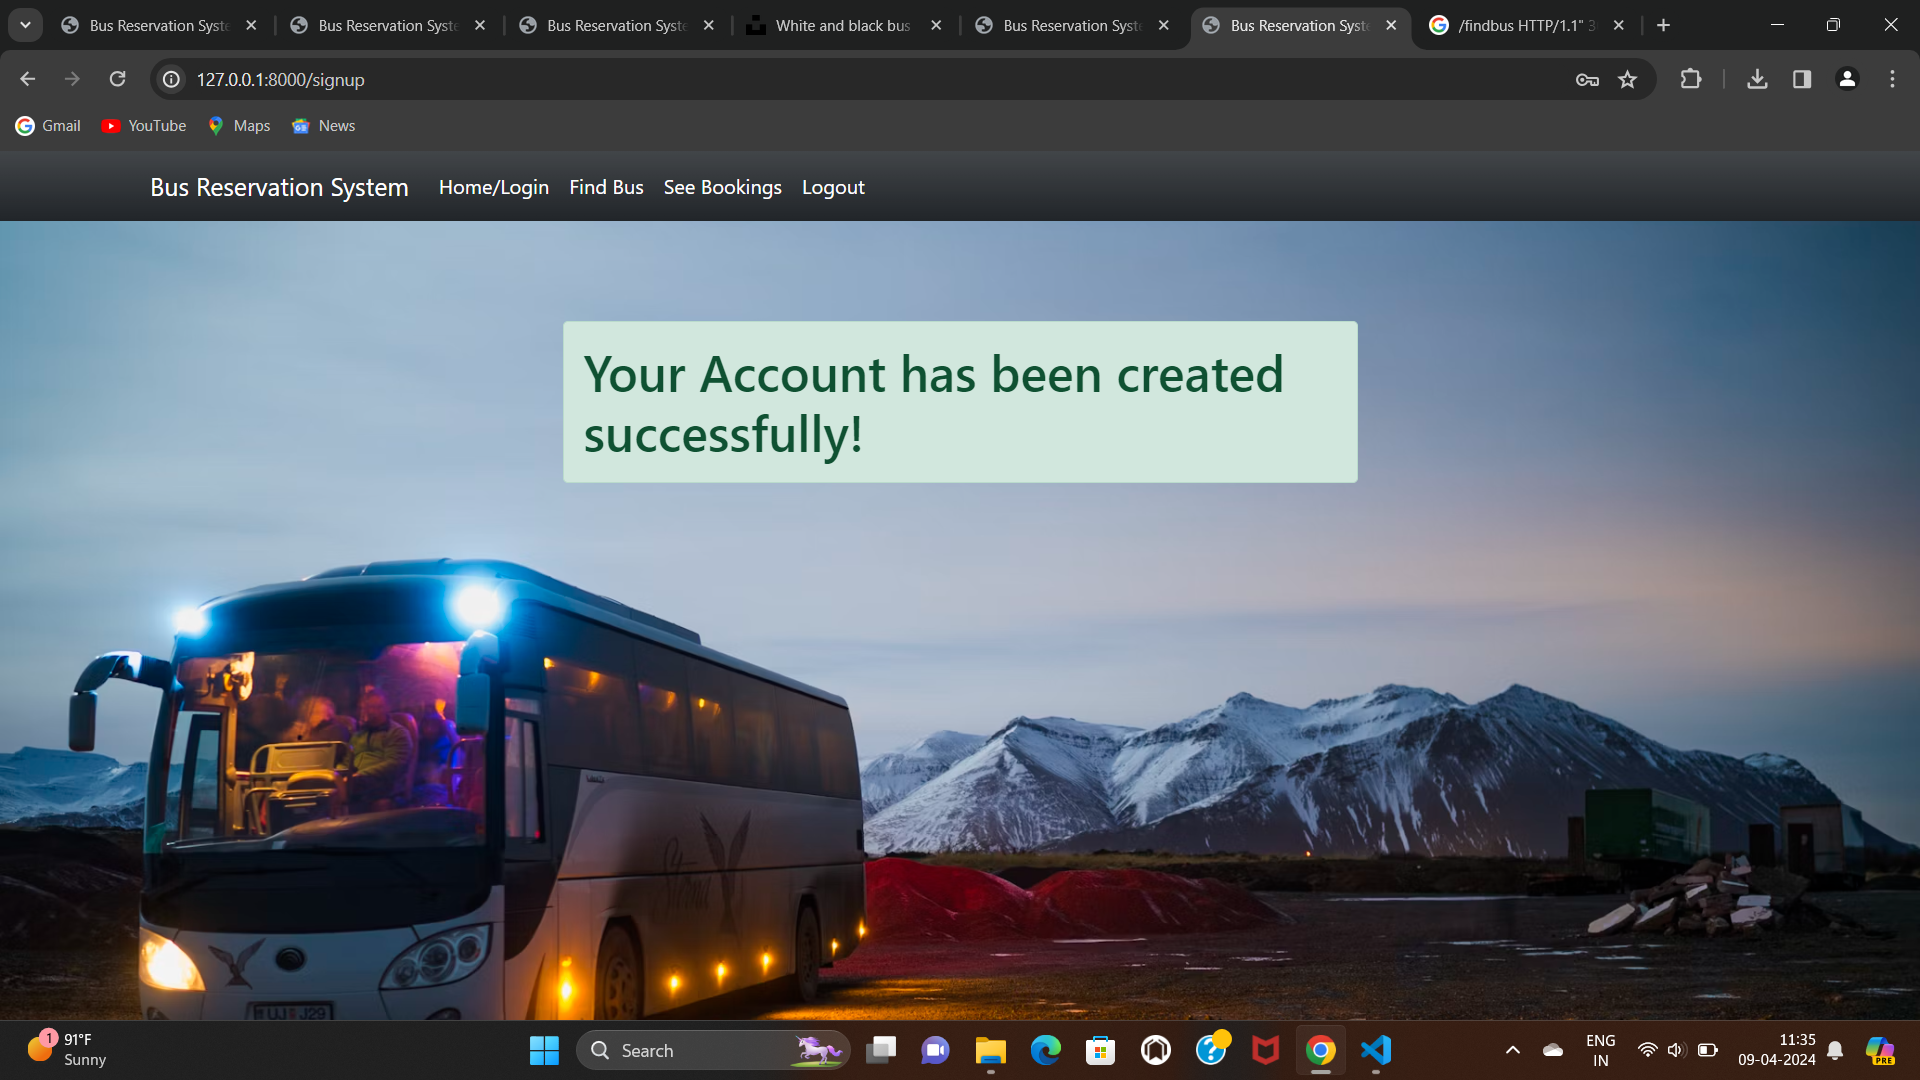 Bus Reservation Syste
Bus Reservation Syste
Bus Reservation Syste
White and black bus
Bus Reservation Syste
Bus Reservation Syste
/findbus HTTP/1.1" 3
127.0.0.1:8000/signup
Gmail
YouTube
Maps
News
Bus Reservation System
Home/Login
Find Bus
See Bookings
Logout
Your Account has been created
successfully!
1
91°F
Sunny
Search
ENG
IN
11:35
09-04-2024
PRE